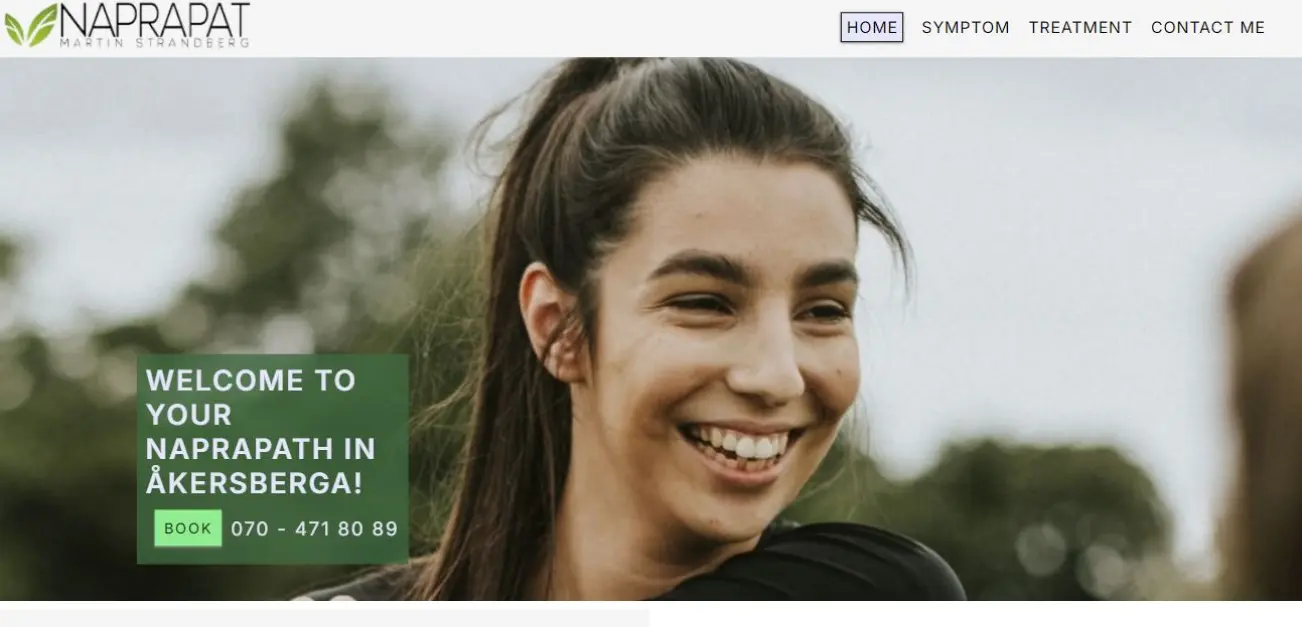 NAPRAPAT
MARTIN STRANDBERG
HOME
SYMPTOM
TREATMENT
CONTACT ME
WELCOME TO
YOUR
NAPRAPATH IN
ÅKERSBERGA!
BOOK
070 - 471 80 89